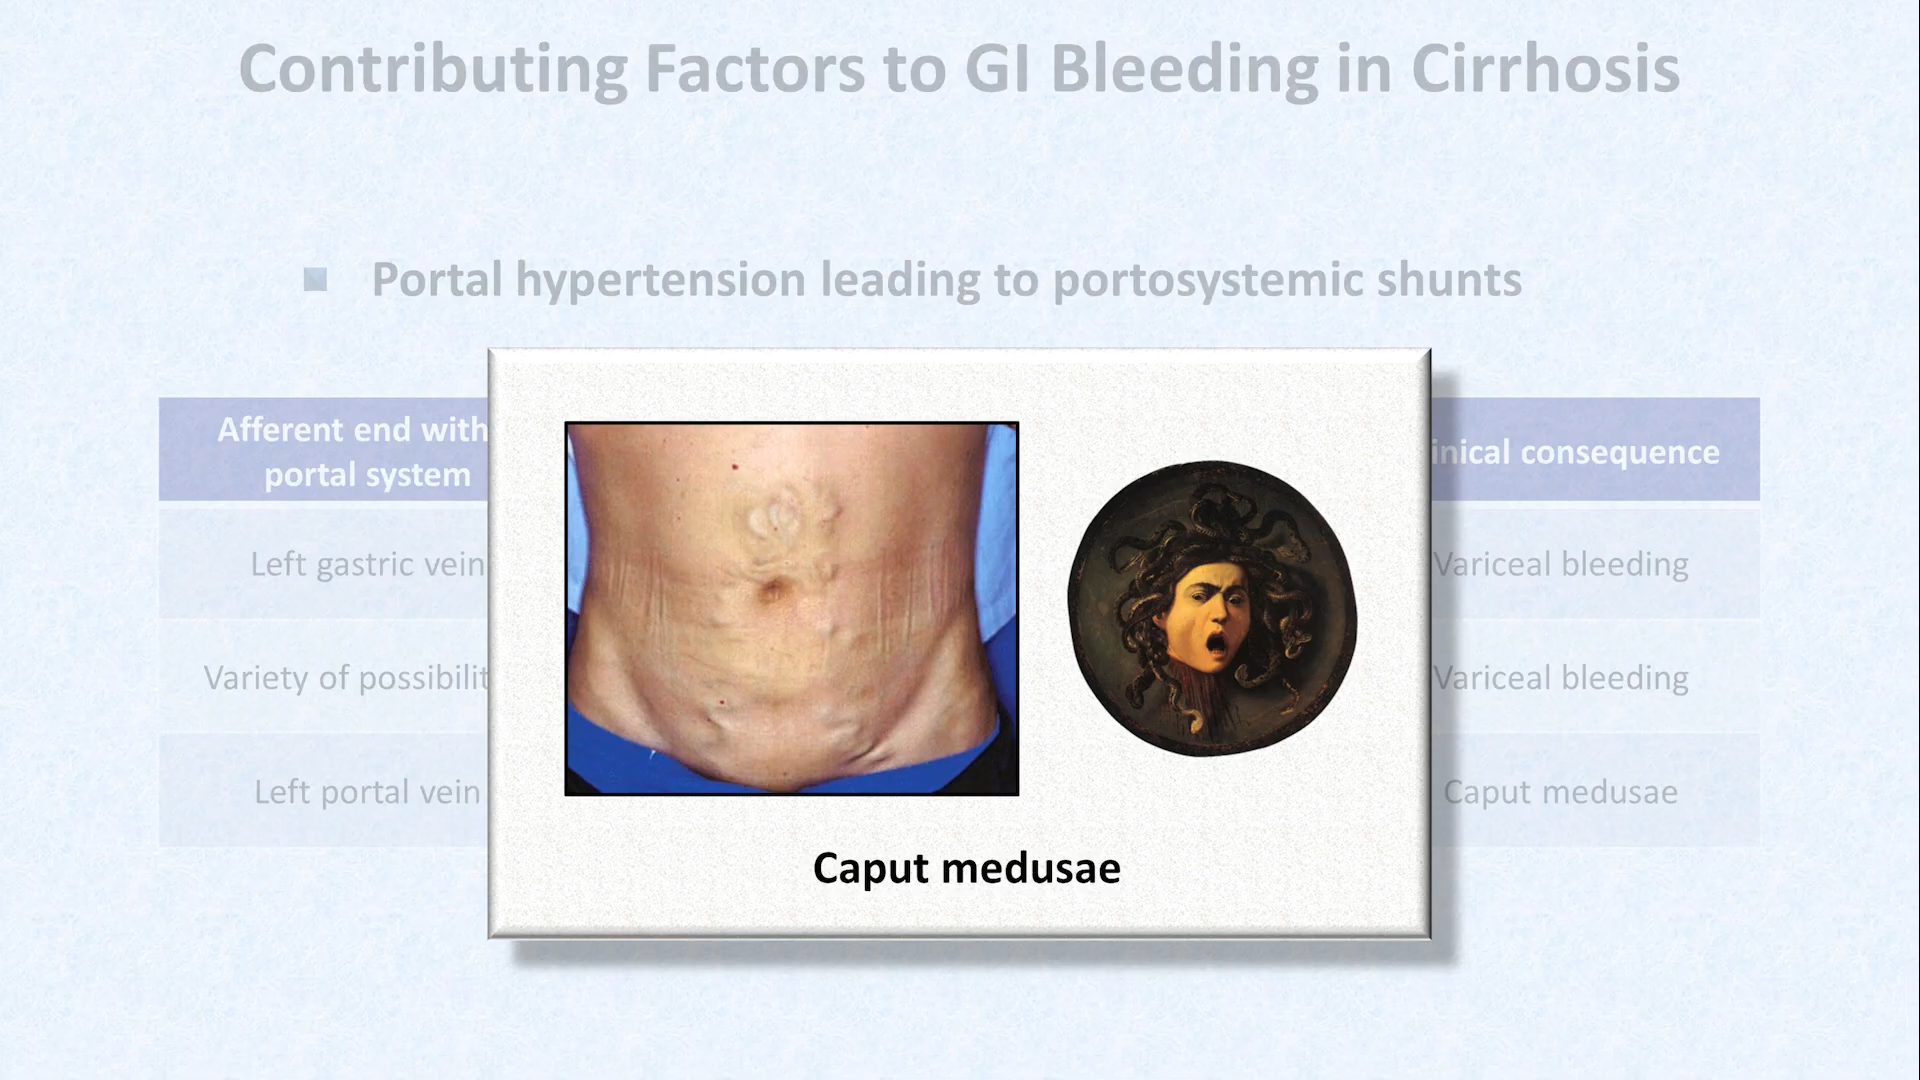 Contributing Factors to GI Bleeding in Cirrhosis
Portal hypertension leading to portosystemic shunts
Afferent end with
portal system
inical consequence
Left gastric vein
Variceal bleeding
Variety of possibilit
Variceal bleeding
Left portal vein
Caput medusae
Caput medusae